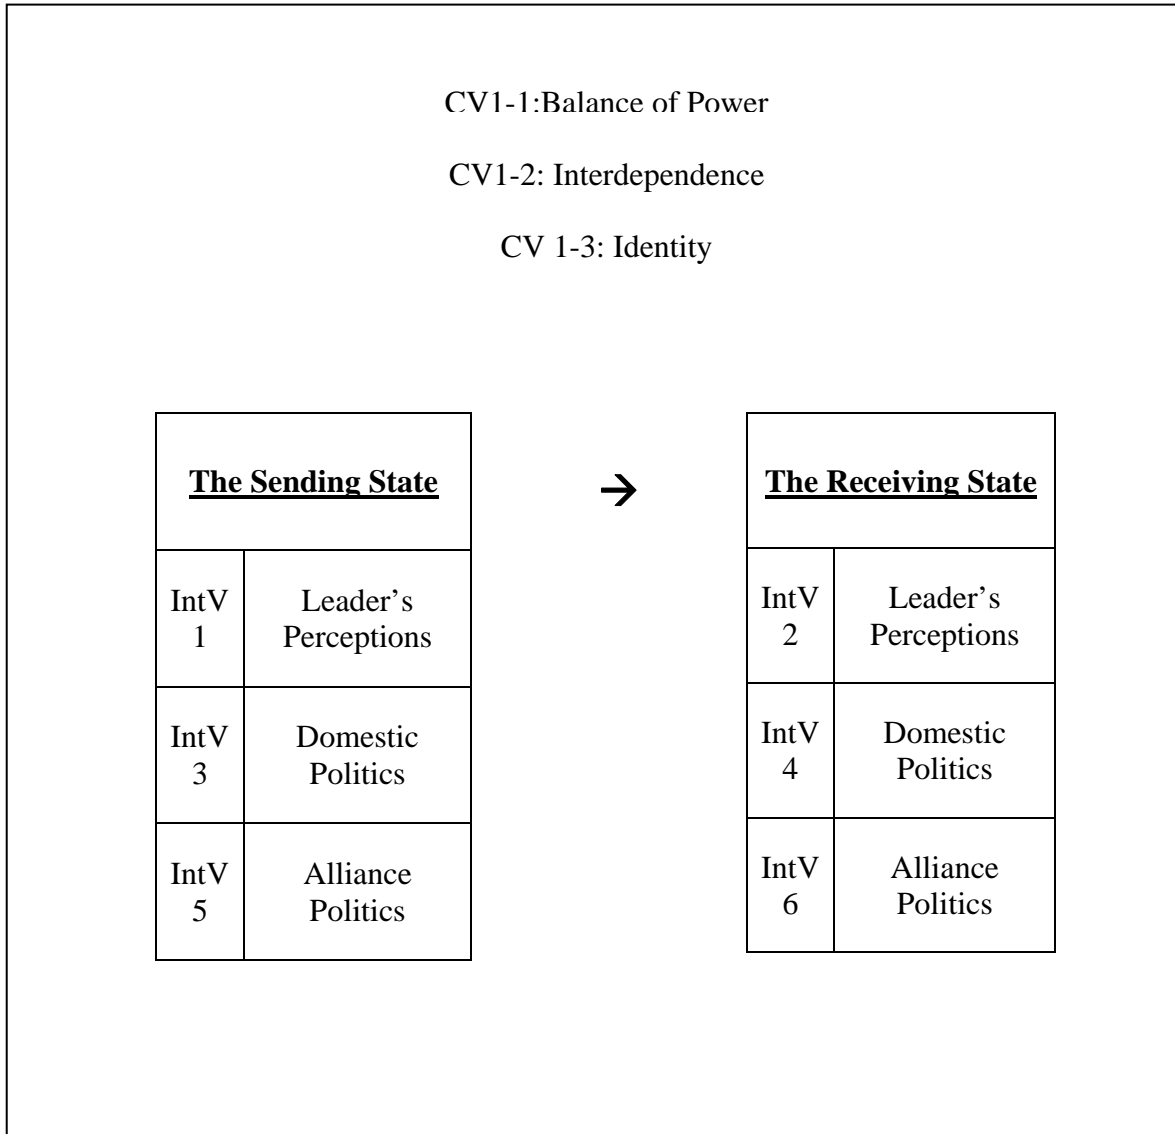 CV1-1:Balance of Power
CV1-2: Interdependence
CV 1-3: Identity
The Sending State
→
The Receiving State
IntV
1
Leader’s
Perceptions
IntV
2
Leader’s
Perceptions
IntV
3
Domestic
Politics
IntV
4
Domestic
Politics
IntV
5
Alliance
Politics
IntV
6
Alliance
Politics